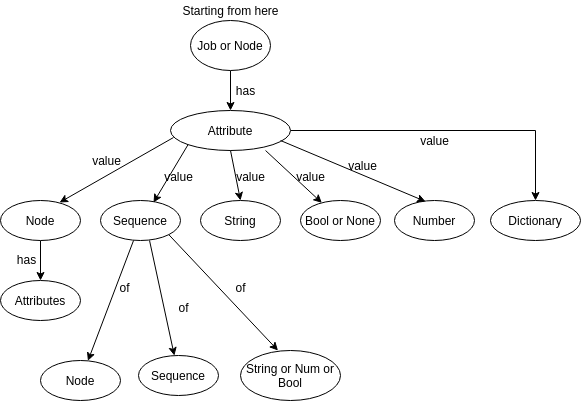 Starting from here
Job or Node
has
Attribute
value
value
value
value
value
value
Node
Sequence
String
Bool or None
Number
Dictionary
has
of
of
of
Attributes
Node
Sequence
String or Num or
Bool